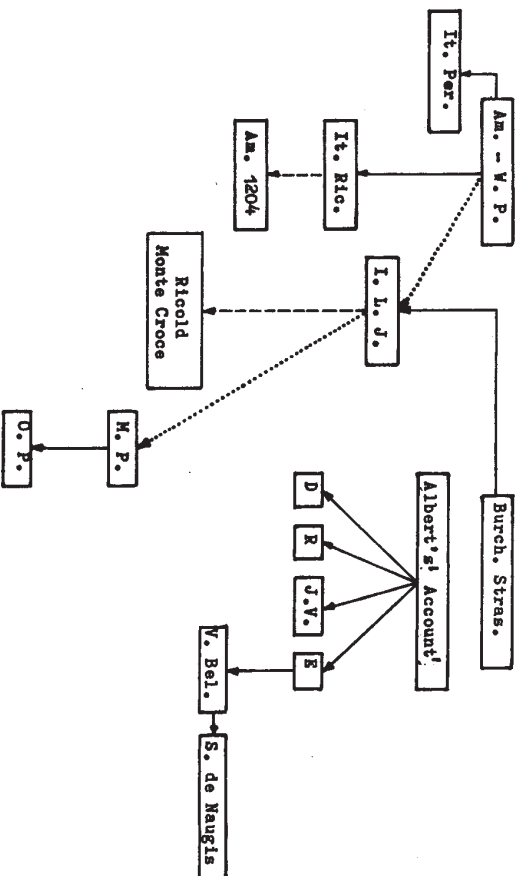 Am. - W. P.
Burch. Stras.
It. Per.
Albert's' Account'
I. L. J.
It. Ric.
D
R
J.V.
E
Am. 1204
V. Bel.
S. de Naugis
Ricold
Monte Croce
M. P.
O. P.